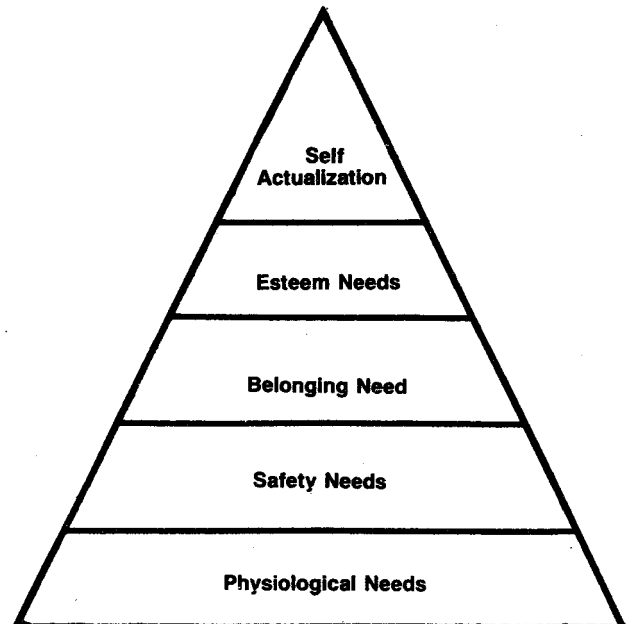 Self
Actualization
Esteem Needs
Belonging Need
Safety Needs
Physiological Needs